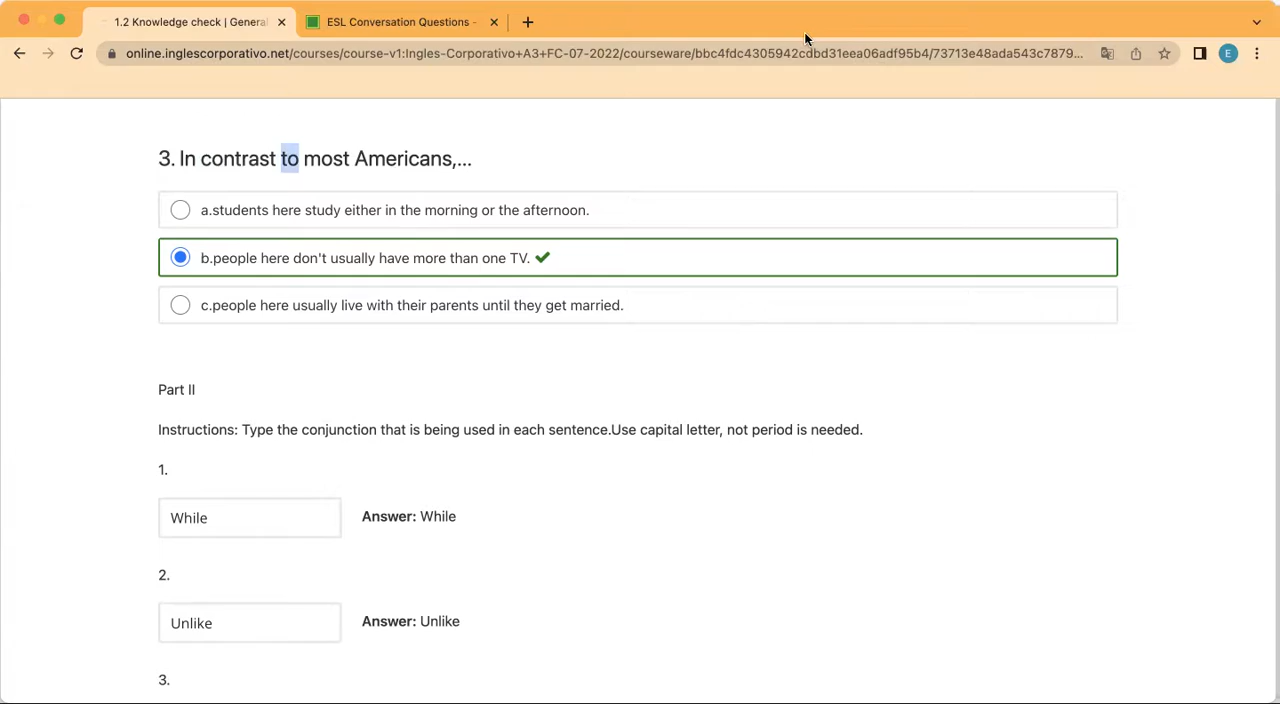 1.2 Knowledge check | General
ESL Conversation Questions -
online.inglescorporativo.net/courses/course-v1:Ingles-Corporativo+A3+FC-07-2022/courseware/bbc4fdc4305942cdbd31eea06adf95b4/73713e48ada543c7879...
E
3. In contrast to most Americans,...
a.students here study either in the morning or the afternoon.
b.people here don't usually have more than one TV.
c.people here usually live with their parents until they get married.
Part II
Instructions: Type the conjunction that is being used in each sentence.Use capital letter, not period is needed.
1.
While Answer: While
2.
Unlike Answer: Unlike
3.